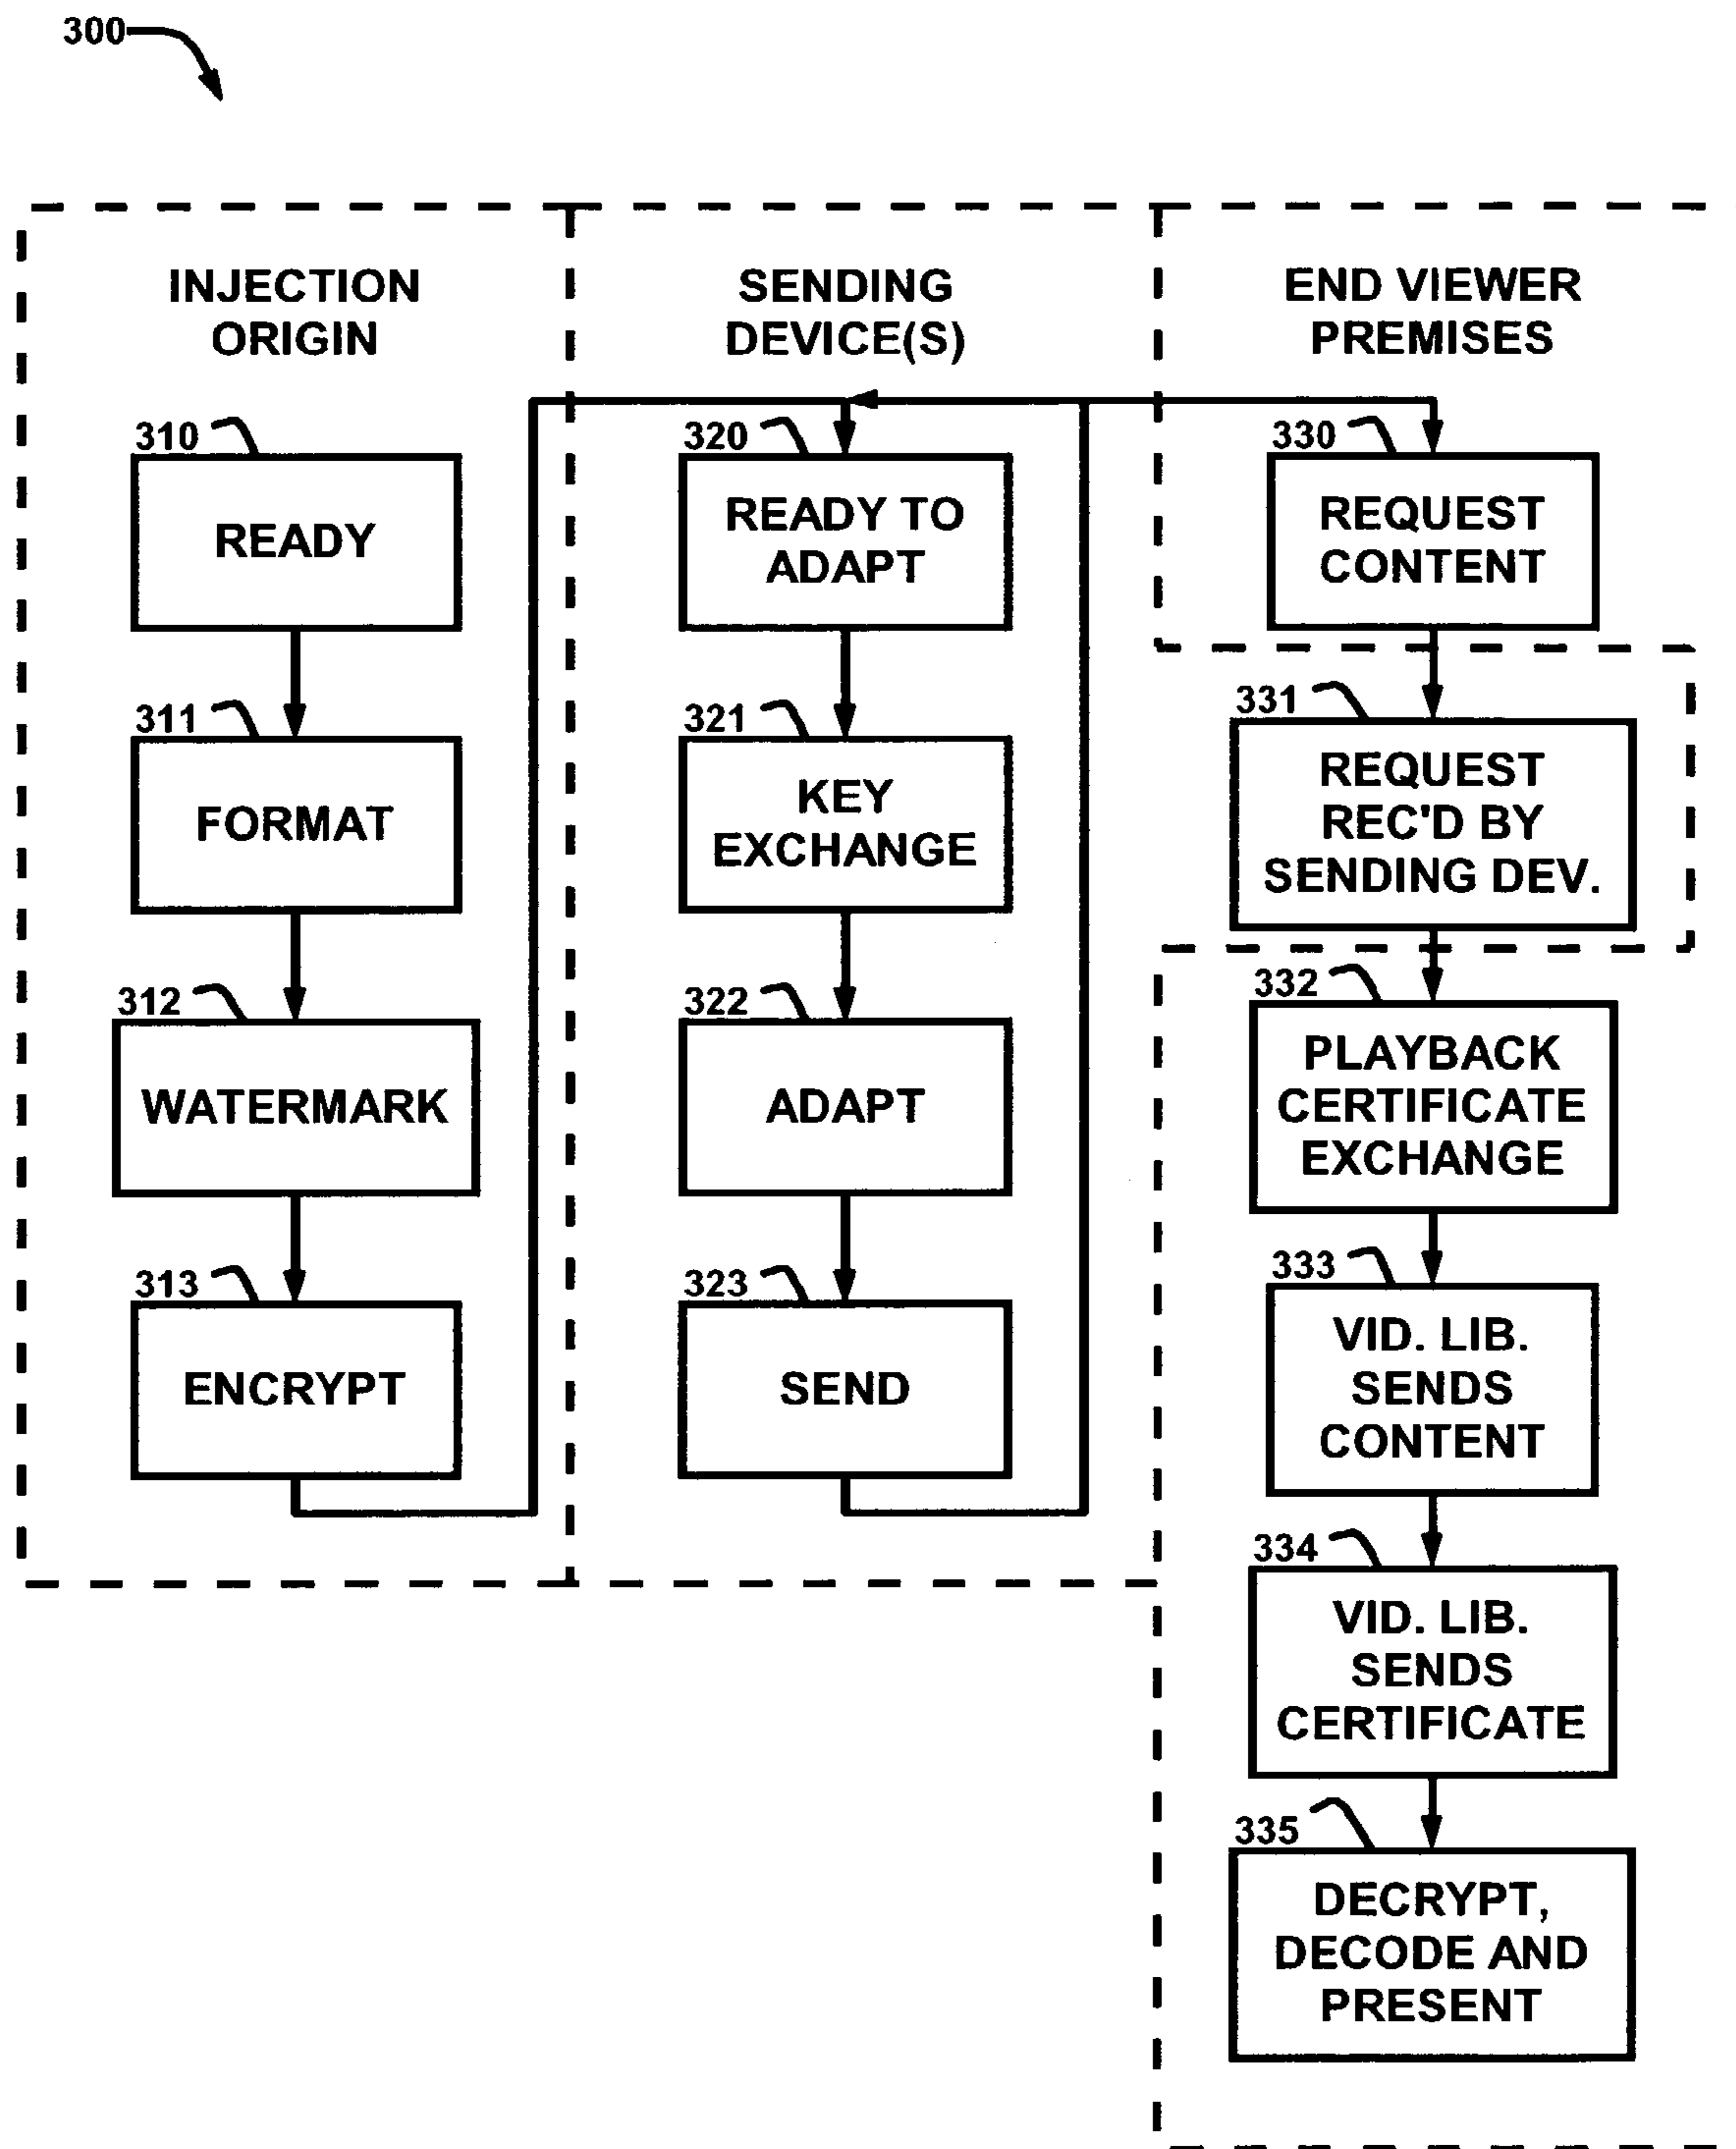 300
INJECTION
ORIGIN
310
READY
311
FORMAT
312
WATERMARK
313
ENCRYPT
SENDING
DEVICE(S)
320
READY TO
ADAPT
321
KEY
EXCHANGE
322
ADAPT
323
SEND
END VIEWER
PREMISES
330
REQUEST
CONTENT
331
REQUEST
REC'D BY
SENDING DEV.
332
PLAYBACK
CERTIFICATE
EXCHANGE
333
VID. LIB.
SENDS
CONTENT
334
VID. LIB.
SENDS
CERTIFICATE
335
DECRYPT,
DECODE AND
PRESENT